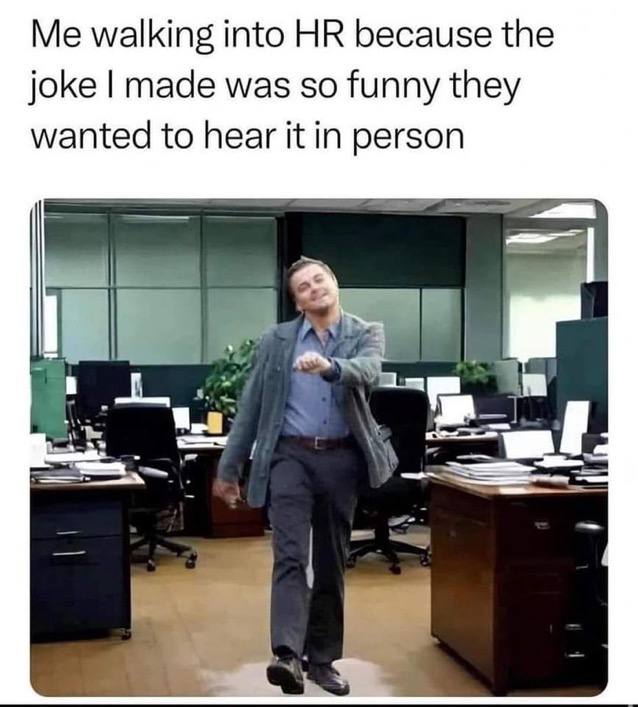 Me walking into HR because the
joke I made was so funny they
wanted to hear it in person